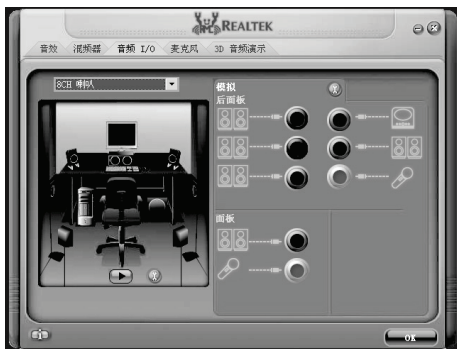 REALTEK
音效 混频器 音频 I/O 麦克风 3D 音频演示
8CH 喇叭
模拟
后面板
面板
OK